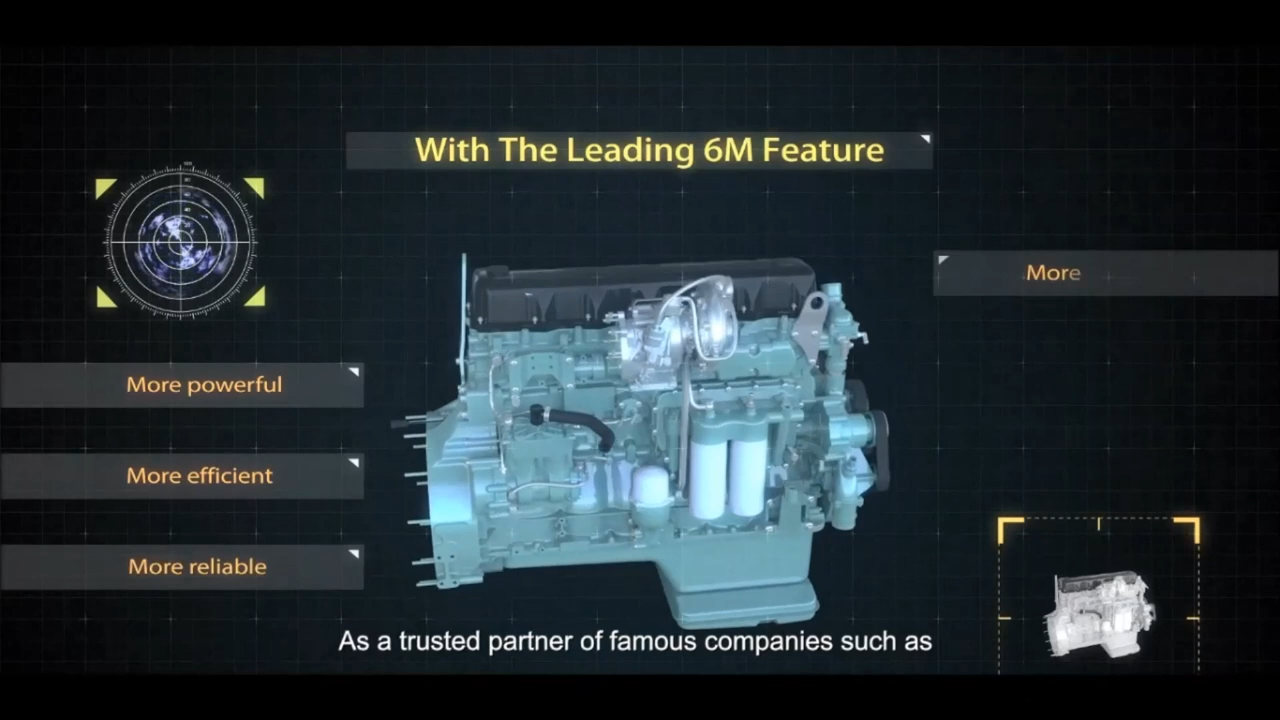 With The Leading 6M Feature
More
More powerful
More efficient
More reliable
As a trusted partner of famous companies such as